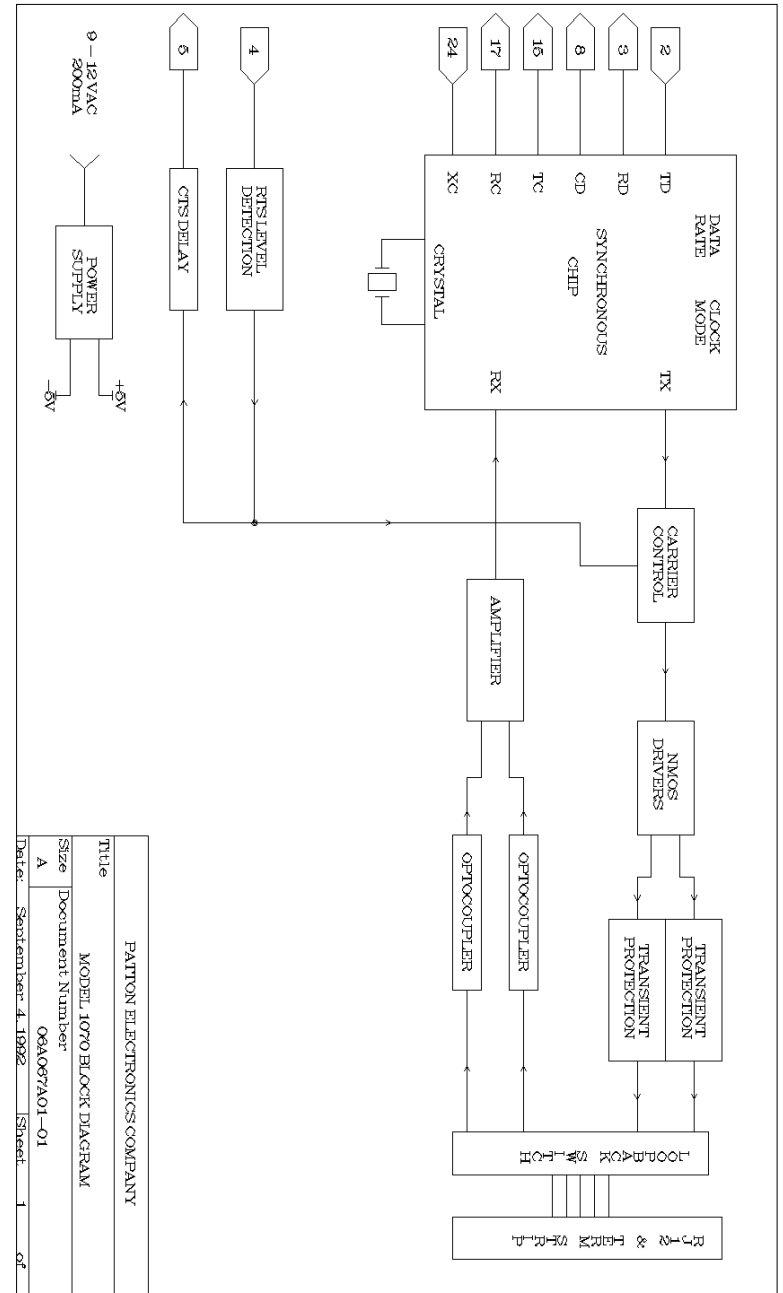 2
3
8
15
17
24
4
5
TD
RD
CD
TC
RC
XC
DATA
RATE
CLOCK
MODE
SYNCHRONOUS
CHIP
TX
RX
CRYSTAL
RTS LEVEL
DETECTION
CTS DELAY
9-12 VAC
200mA
POWER
SUPPLY
+5V
-5V
CARRIER
CONTROL
AMPLIFIER
NMOS
DRIVERS
OPTOCOUPLER
OPTOCOUPLER
TRANSIENT
PROTECTION
TRANSIENT
PROTECTION
LOOPBACK SWITCH
RJ12 & TERM STRIP
PATTON ELECTRONICS COMPANY
Title
MODEL 1070 BLOCK DIAGRAM
Size Document Number
A 06A067A01-01
Date: September 4, 1992 Sheet 1 of